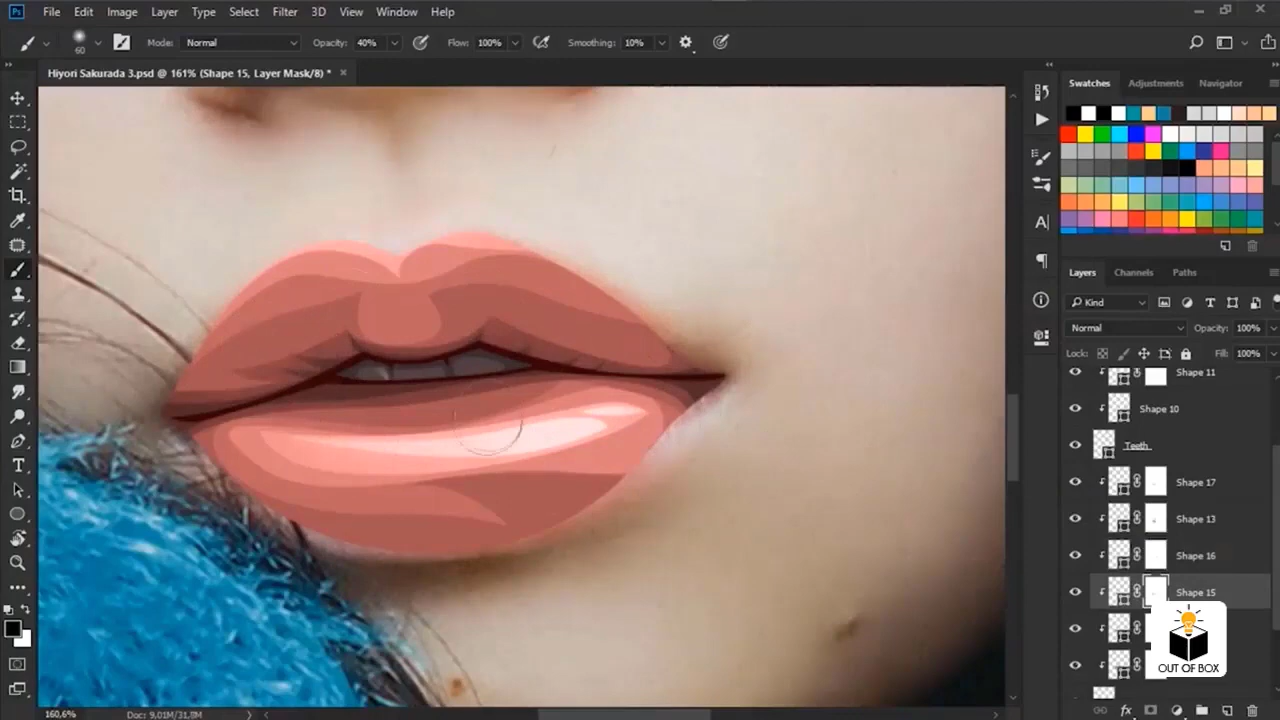 Ps File Edit Image Layer Type Select Filter 3D View Window Help
60 Mode: Normal Opacity: 40% Flow: 100% Smoothing: 10%
Hiyori Sakurada 3.psd @ 161% (Shape 15, Layer Mask/8) * ×
Swatches Adjustments Navigator
Layers Channels Paths
Kind
Normal Opacity: 100%
Lock: Fill: 100%
Shape 11
Shape 10
Teeth
Shape 17
Shape 13
Shape 16
Shape 15
OUT OF BOX
160,6% Doc: 9,01M/31,8M